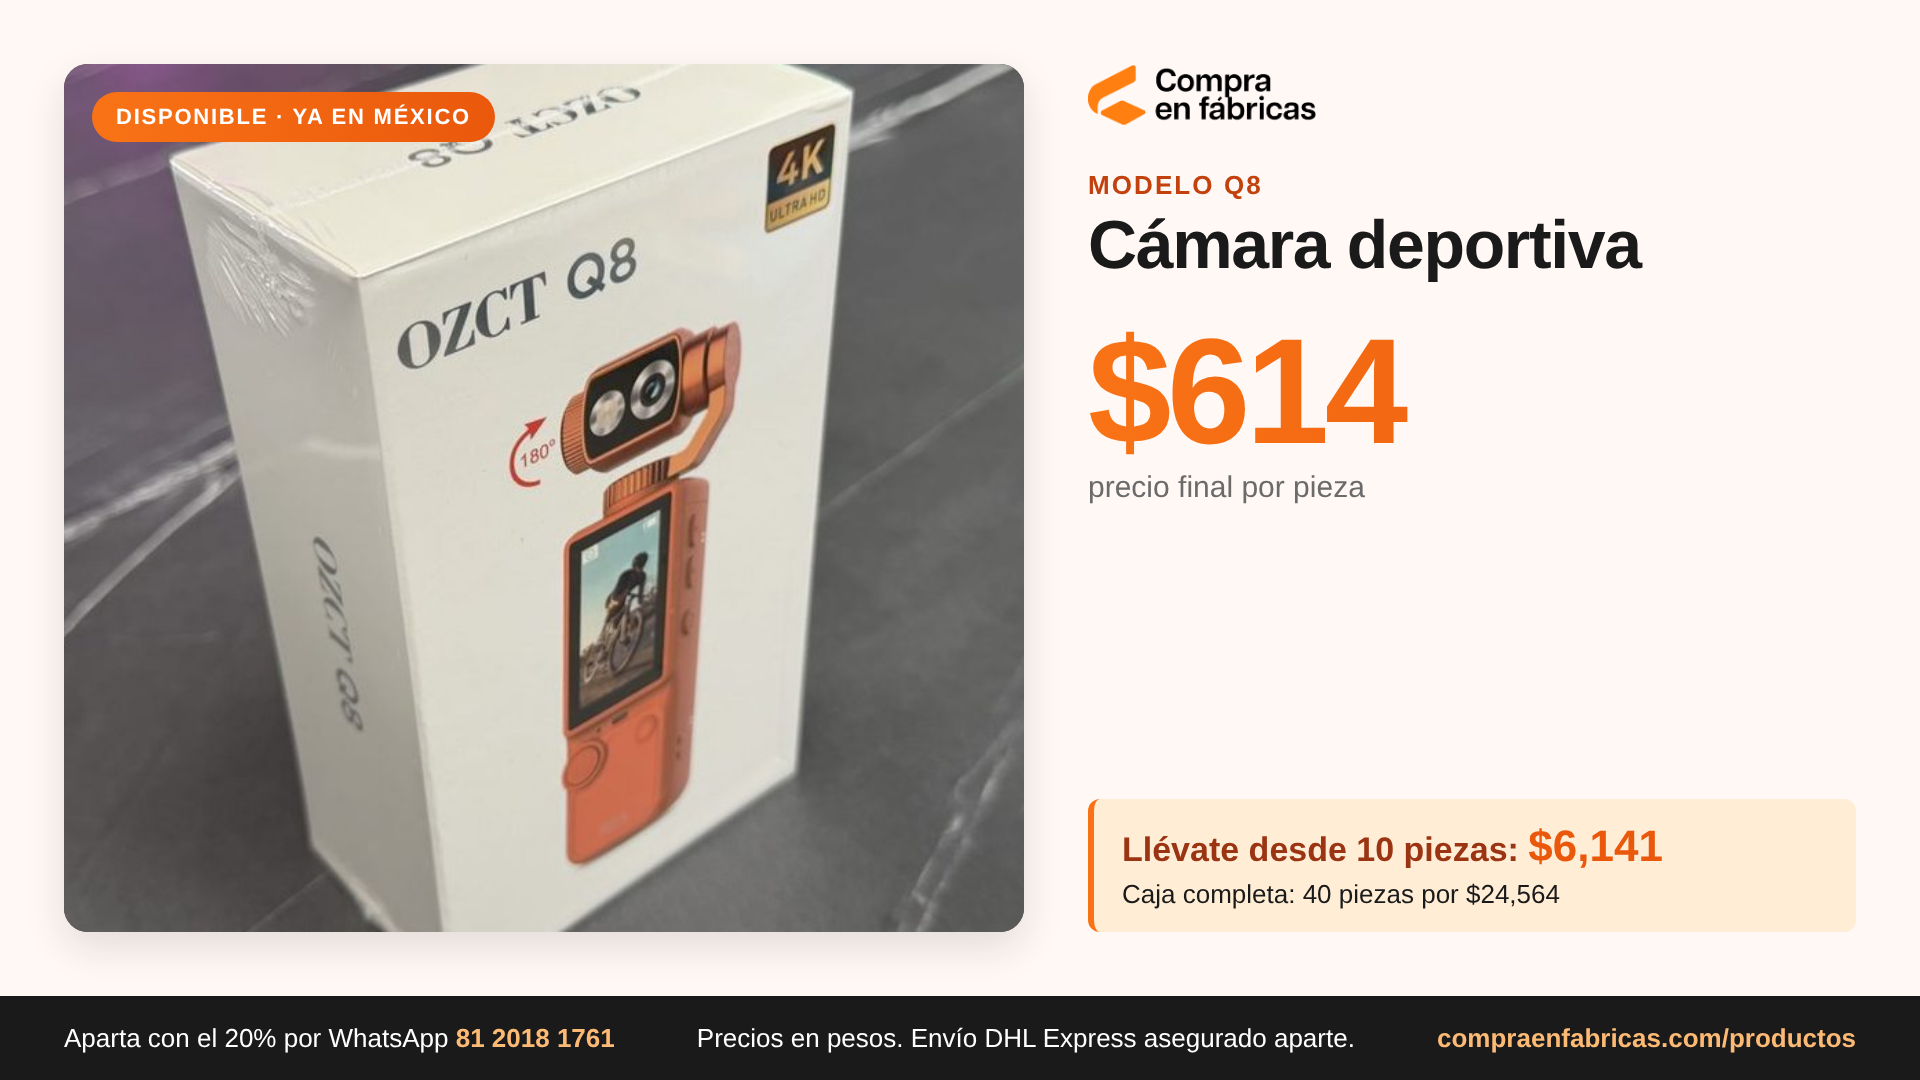 DISPONIBLE · YA EN MÉXICO
OZCT Q8
4K
ULTRA HD
OZCT Q8
180°
OZCT Q8
Compra
en fábricas
MODELO Q8
Cámara deportiva
$614
precio final por pieza
Llévate desde 10 piezas: $6,141
Caja completa: 40 piezas por $24,564
Aparta con el 20% por WhatsApp 81 2018 1761
Precios en pesos. Envío DHL Express asegurado aparte.
compraenfabricas.com/productos